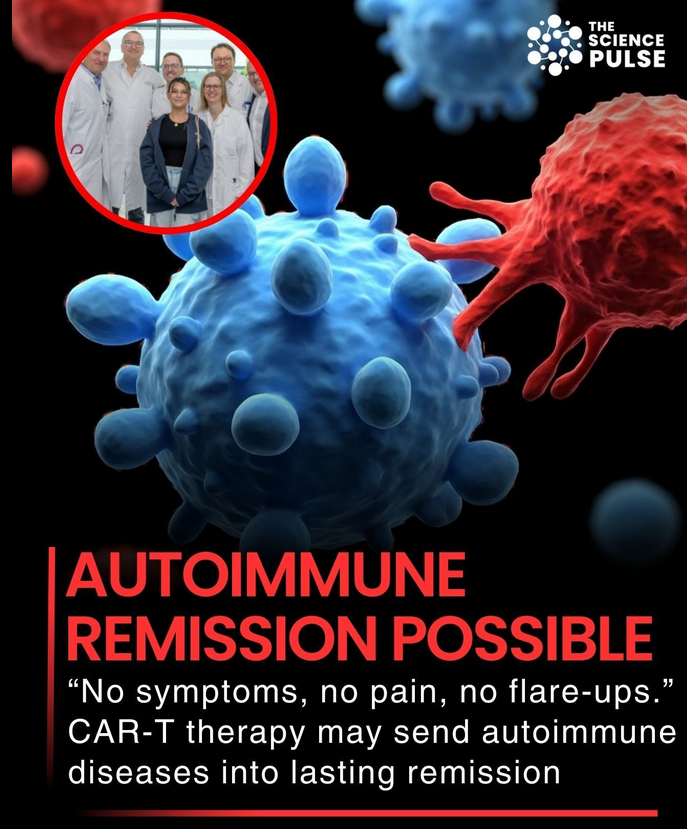 THE
SCIENCE
PULSE
AUTOIMMUNE
REMISSION POSSIBLE
“No symptoms, no pain, no flare-ups.”
CAR-T therapy may send autoimmune
diseases into lasting remission